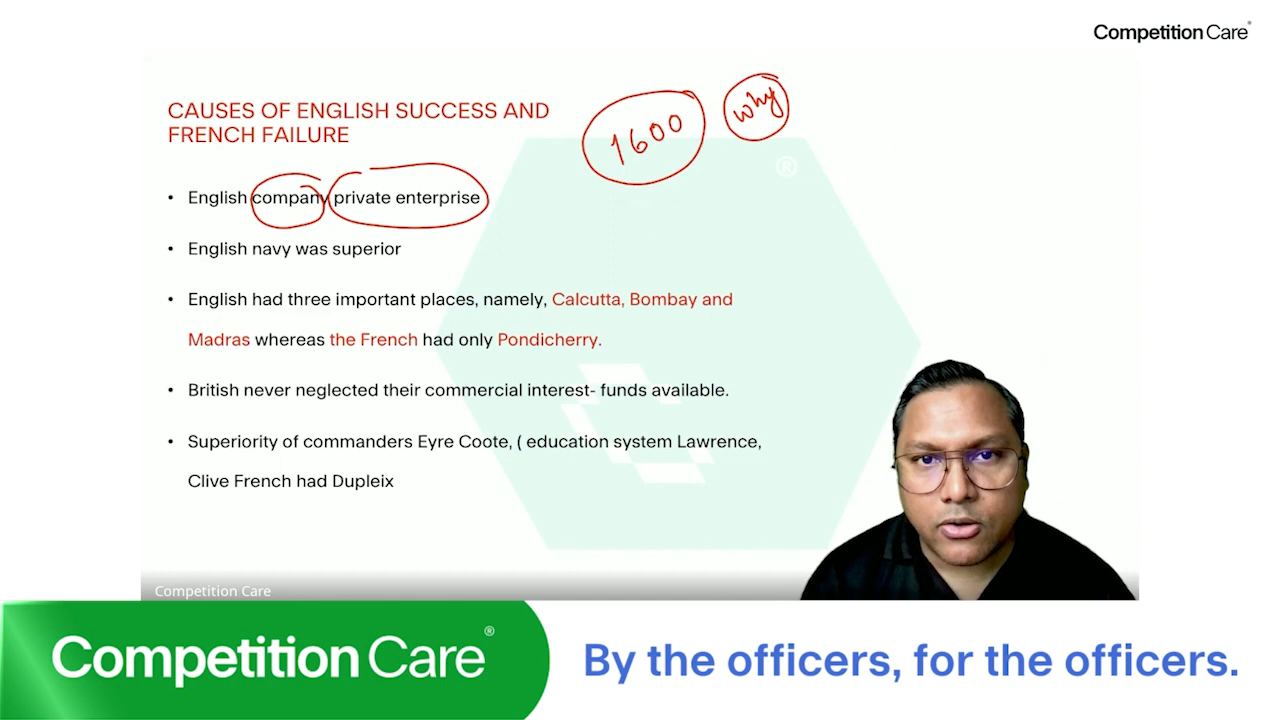 Competition Care®
CAUSES OF ENGLISH SUCCESS AND
FRENCH FAILURE
1600
why
®
• English company private enterprise
• English navy was superior
• English had three important places, namely, Calcutta, Bombay and
Madras whereas the French had only Pondicherry.
• British never neglected their commercial interest- funds available.
• Superiority of commanders Eyre Coote, ( education system Lawrence,
Clive French had Dupleix
Competition Care
Competition Care®
By the officers, for the officers.